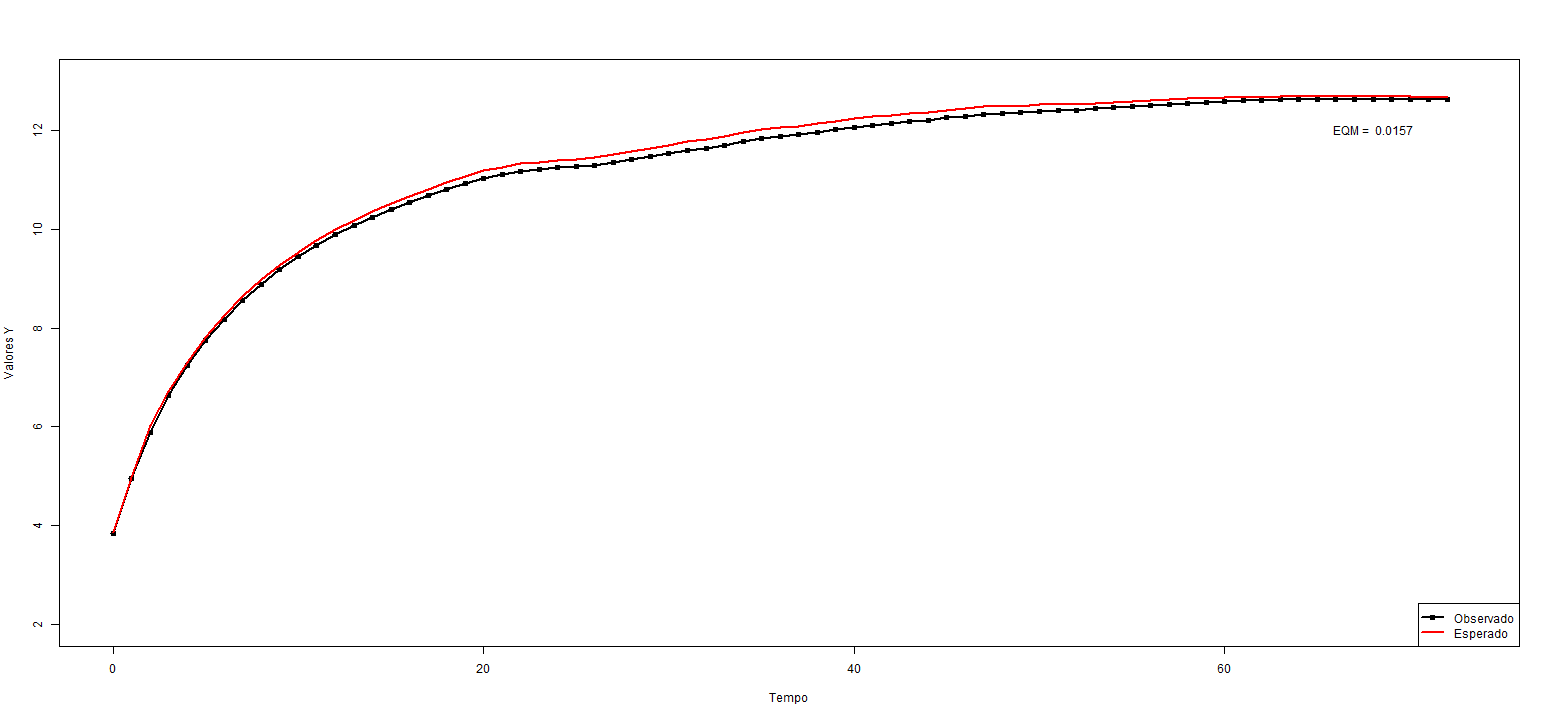 12
10
8
6
4
2
Valores Y
EQM = 0.0157
Observado
Esperado
0
20
40
60
Tempo